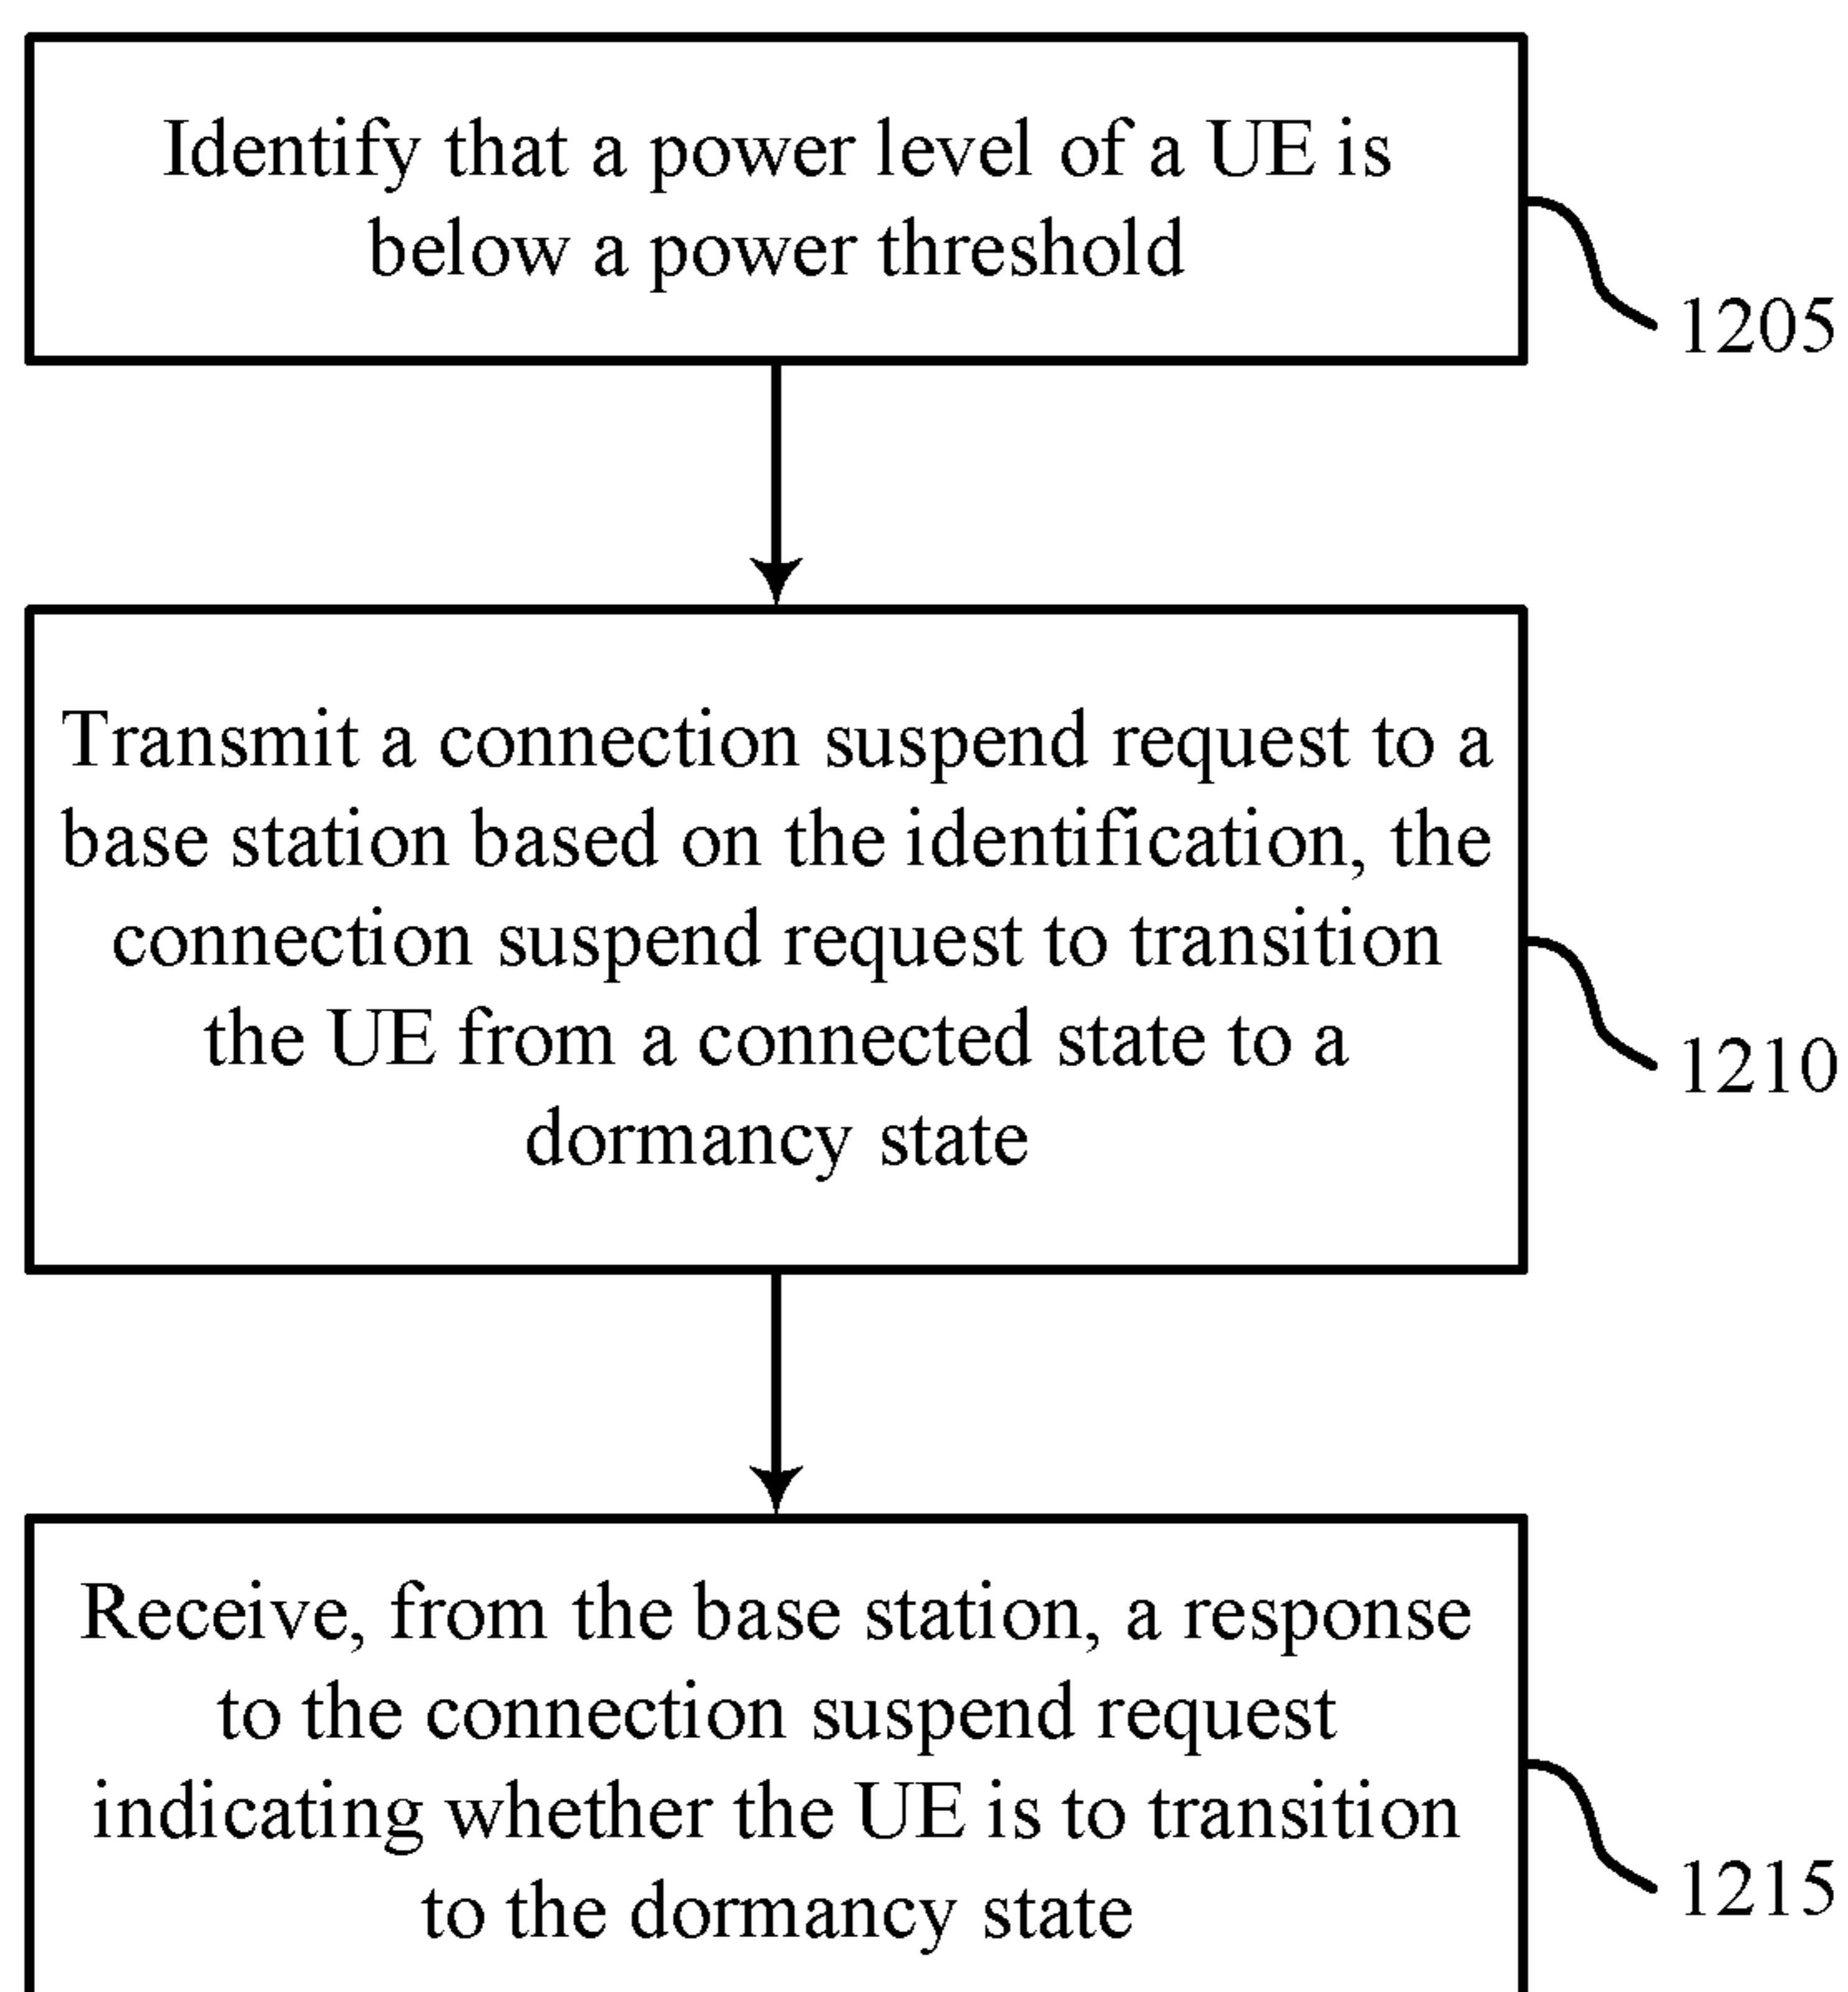 Identify that a power level of a UE is
below a power threshold
1205
Transmit a connection suspend request to a
base station based on the identification, the
connection suspend request to transition
the UE from a connected state to a
dormancy state
1210
Receive, from the base station, a response
to the connection suspend request
indicating whether the UE is to transition
to the dormancy state
1215